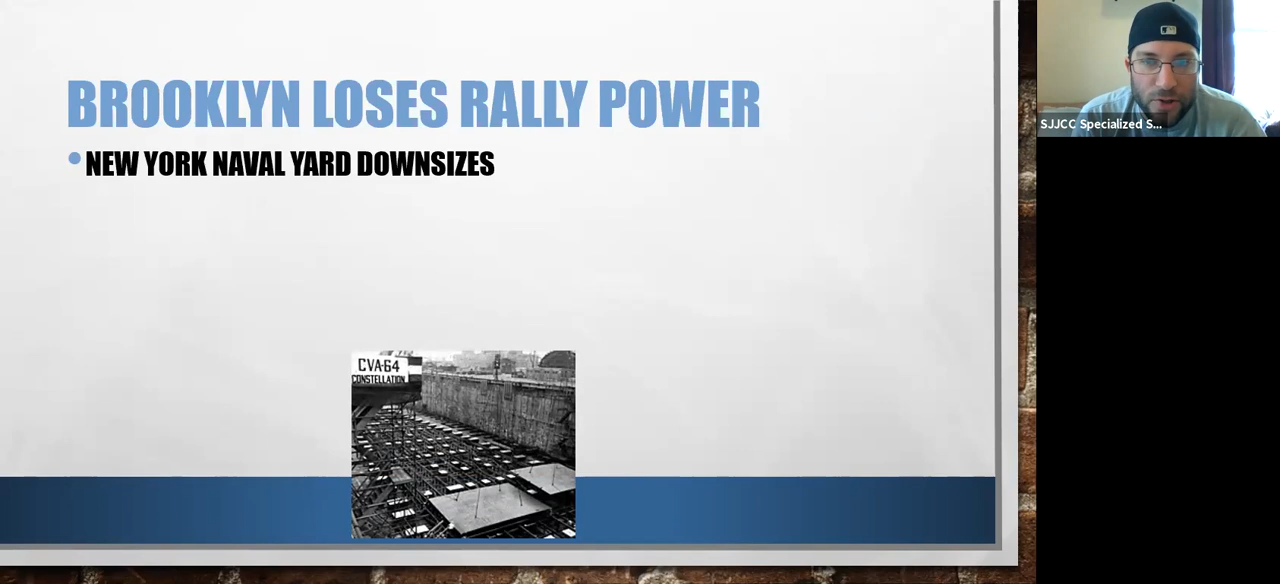 BROOKLYN LOSES RALLY POWER
NEW YORK NAVAL YARD DOWNSIZES
CVA-64
CONSTELLATION
SJJCC Specialized S...